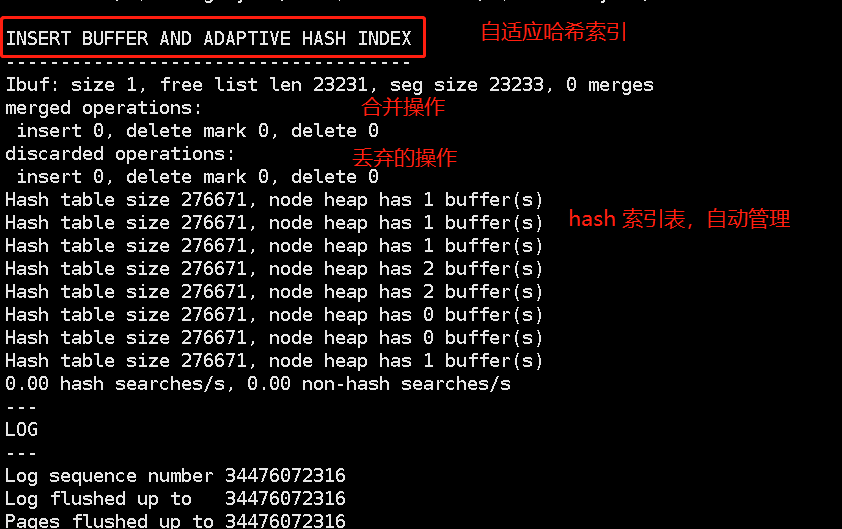 INSERT BUFFER AND ADAPTIVE HASH INDEX 自适应哈希索引
-------------------------------------
Ibuf: size 1, free list len 23231, seg size 23233, 0 merges
merged operations: 合并操作
 insert 0, delete mark 0, delete 0
discarded operations: 丢弃的操作
 insert 0, delete mark 0, delete 0
Hash table size 276671, node heap has 1 buffer(s)
Hash table size 276671, node heap has 1 buffer(s) hash 索引表，自动管理
Hash table size 276671, node heap has 1 buffer(s)
Hash table size 276671, node heap has 2 buffer(s)
Hash table size 276671, node heap has 2 buffer(s)
Hash table size 276671, node heap has 0 buffer(s)
Hash table size 276671, node heap has 0 buffer(s)
Hash table size 276671, node heap has 1 buffer(s)
0.00 hash searches/s, 0.00 non-hash searches/s
---
LOG
---
Log sequence number 34476072316
Log flushed up to   34476072316
Pages flushed up to 34476072316